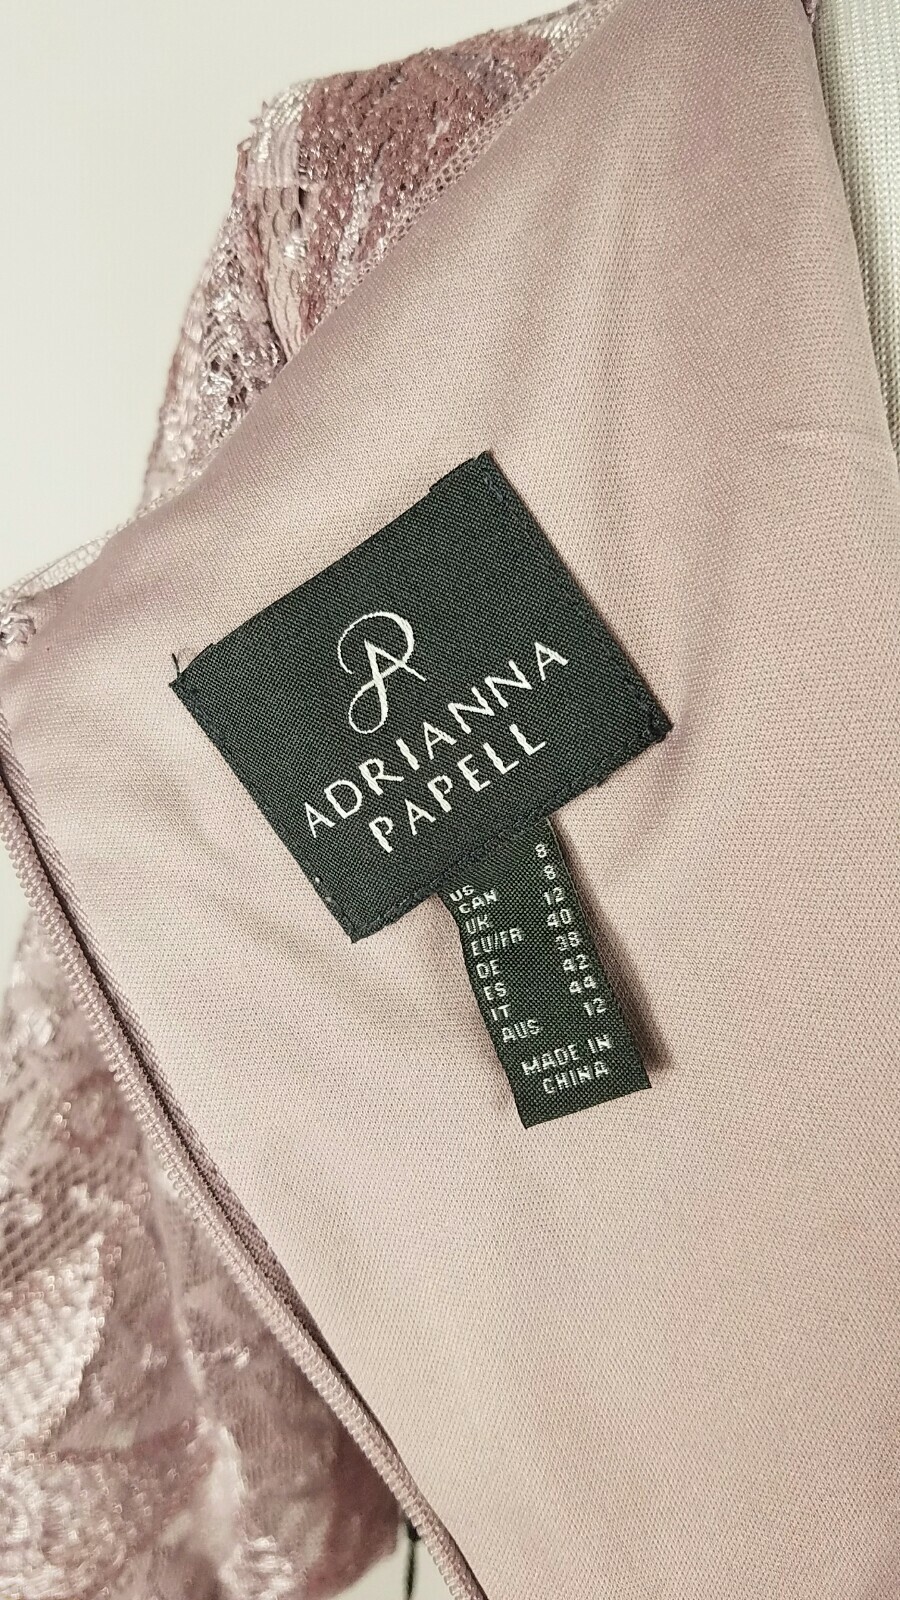 ADRIANNA
PAPELL
US 8
CAN 8
UK 12
EU/FR 40
DE 38
ES 42
IT 44
AUS 12
MADE IN
CHINA